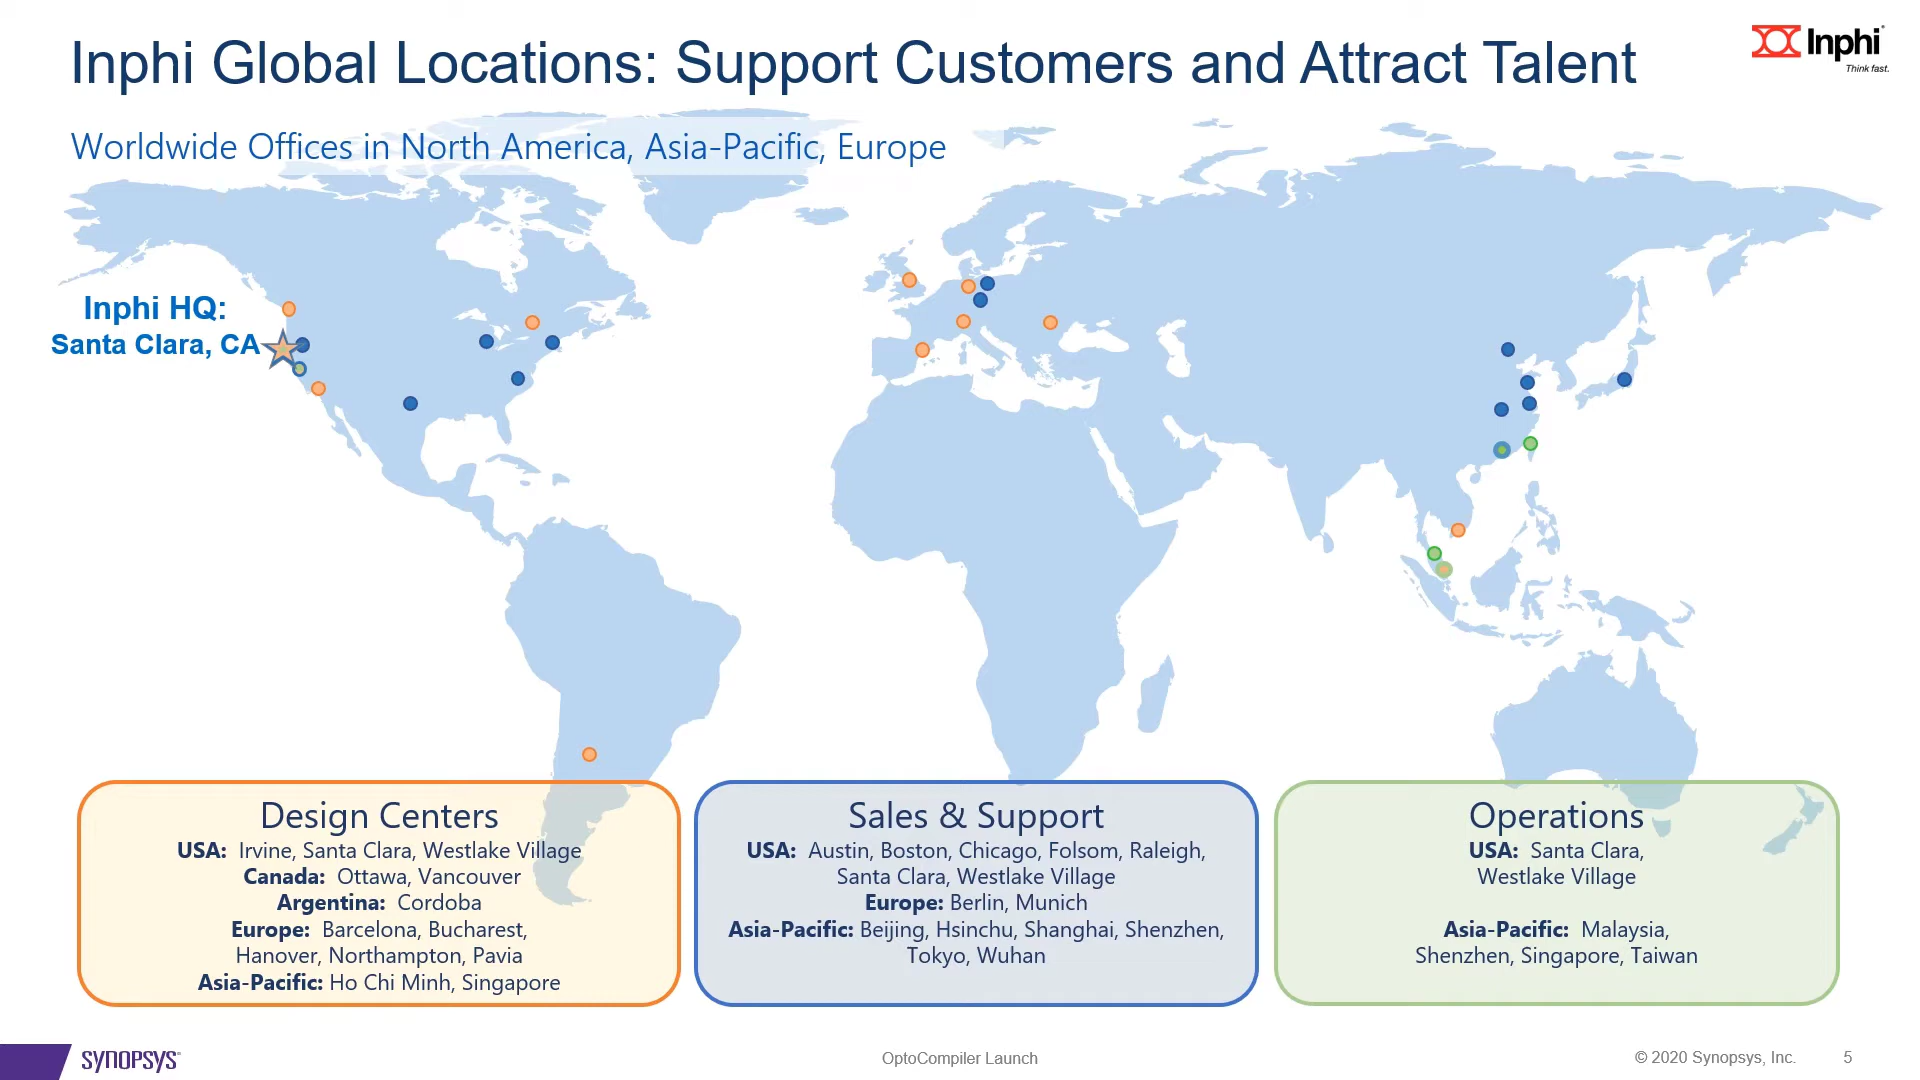 Inphi Global Locations: Support Customers and Attract Talent
Inphi
Think fast.
Worldwide Offices in North America, Asia-Pacific, Europe
Inphi HQ:
Santa Clara, CA
Design Centers
USA: Irvine, Santa Clara, Westlake Village
Canada: Ottawa, Vancouver
Argentina: Cordoba
Europe: Barcelona, Bucharest,
Hanover, Northampton, Pavia
Asia-Pacific: Ho Chi Minh, Singapore
Sales & Support
USA: Austin, Boston, Chicago, Folsom, Raleigh,
Santa Clara, Westlake Village
Europe: Berlin, Munich
Asia-Pacific: Beijing, Hsinchu, Shanghai, Shenzhen,
Tokyo, Wuhan
Operations
USA: Santa Clara,
Westlake Village
Asia-Pacific: Malaysia,
Shenzhen, Singapore, Taiwan
SYNOPSYS®
OptoCompiler Launch
© 2020 Synopsys, Inc.
5